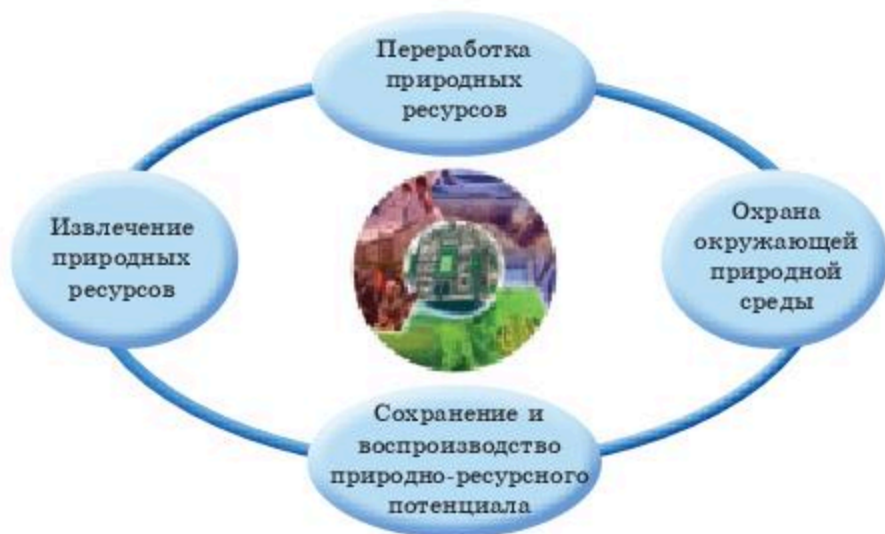 Переработка
природных
ресурсов
Извлечение
природных
ресурсов
Охрана
окружающей
природной
среды
Сохранение и
воспроизводство
природно-ресурсного
потенциала